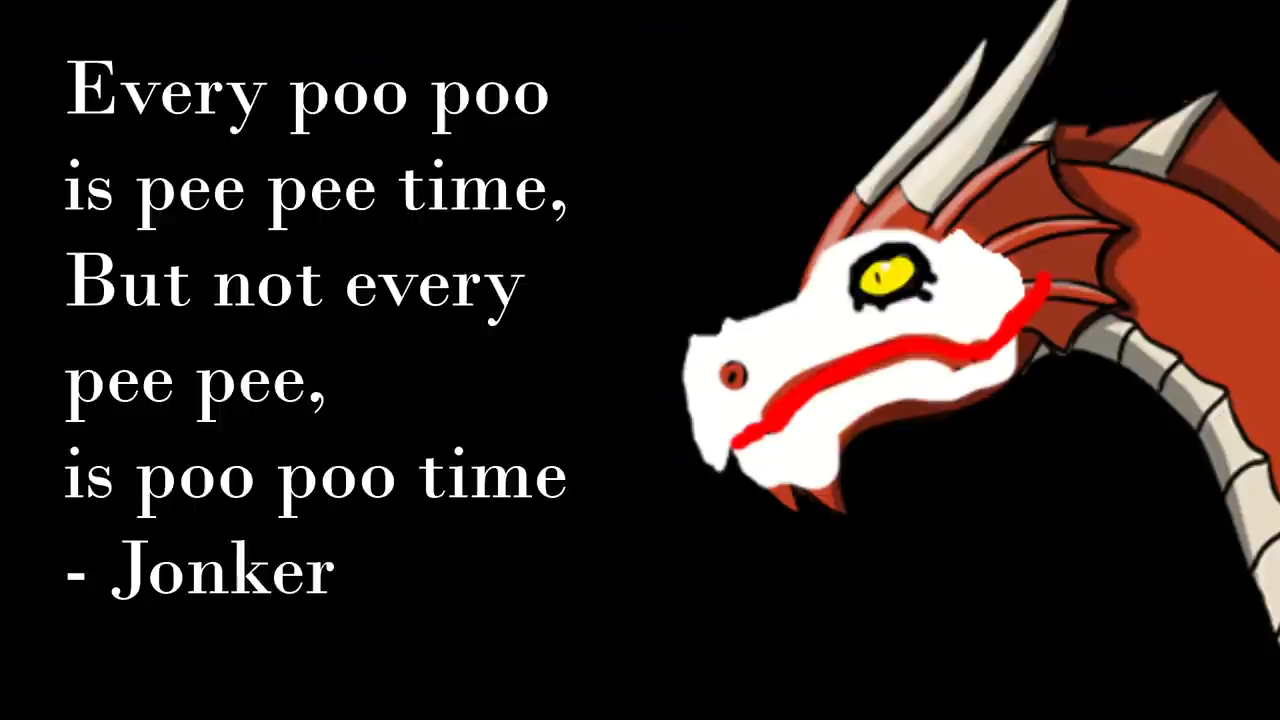 Every poo poo
is pee pee time,
But not every
pee pee,
is poo poo time
- Jonker